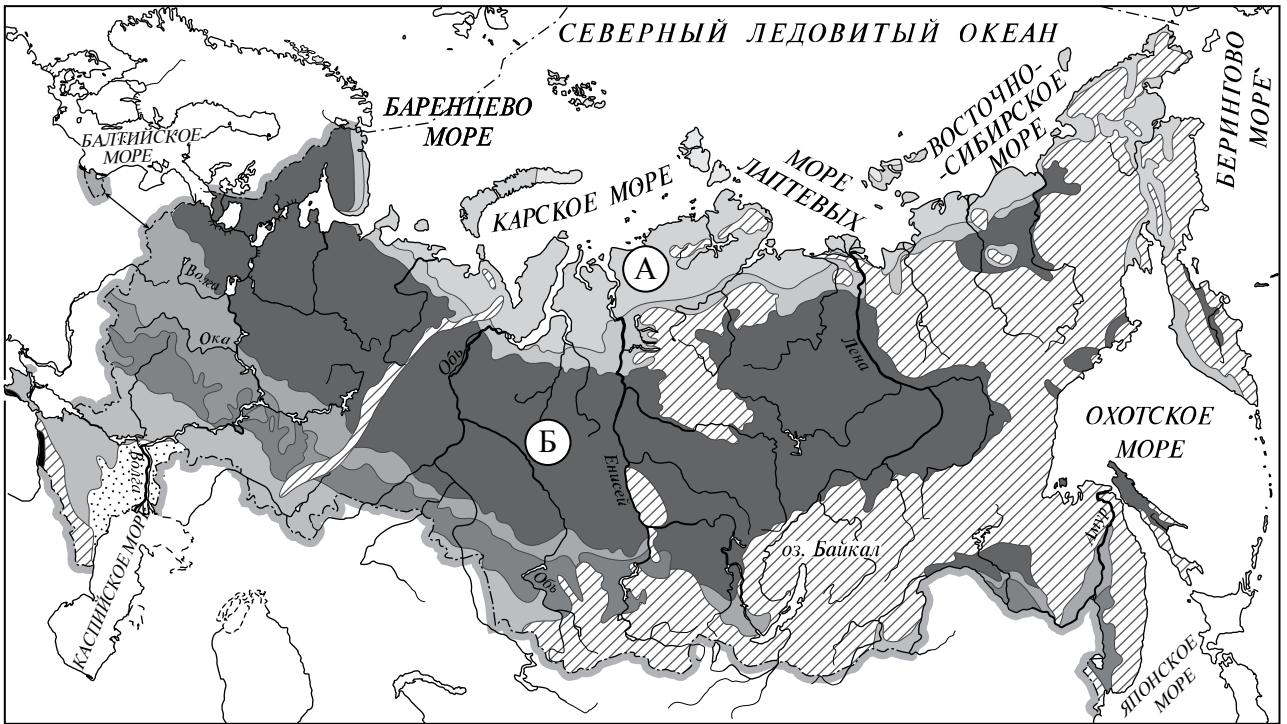 СЕВЕРНЫЙ ЛЕДОВИТЫЙ ОКЕАН
БАРЕНЦЕВО
МОРЕ
БАЛТИЙСКОЕ
МОРЕ
КАРСКОЕ МОРЕ
МОРЕ
ЛАПТЕВЫХ
ВОСТОЧНО-
-СИБИРСКОЕ
МОРЕ
БЕРИНГОВО
МОРЕ
А
Волга
Ока
Обь
Лена
Б
Енисей
ОХОТСКОЕ
МОРЕ
Волга
КАСПИЙСКОЕ МОРЕ
Обь
оз. Байкал
Амур
ЯПОНСКОЕ
МОРЕ